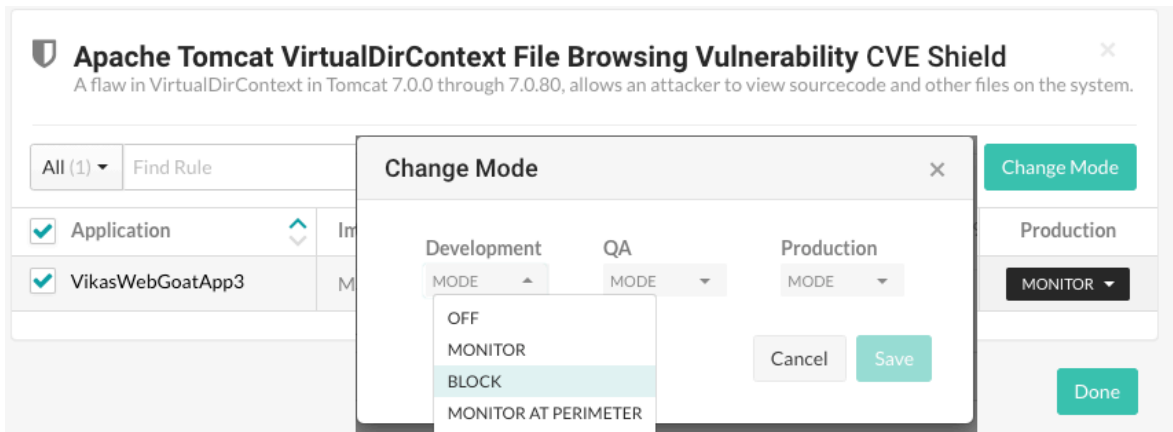 Apache Tomcat VirtualDirContext File Browsing Vulnerability CVE Shield
A flaw in VirtualDirContext in Tomcat 7.0.0 through 7.0.80, allows an attacker to view sourcecode and other files on the system.
All (1) Find Rule
Change Mode
Change Mode
Application
Production
Development QA Production
MODE MODE MODE
VikasWebGoatApp3
MONITOR
OFF
MONITOR
BLOCK
MONITOR AT PERIMETER
Cancel Save
Done